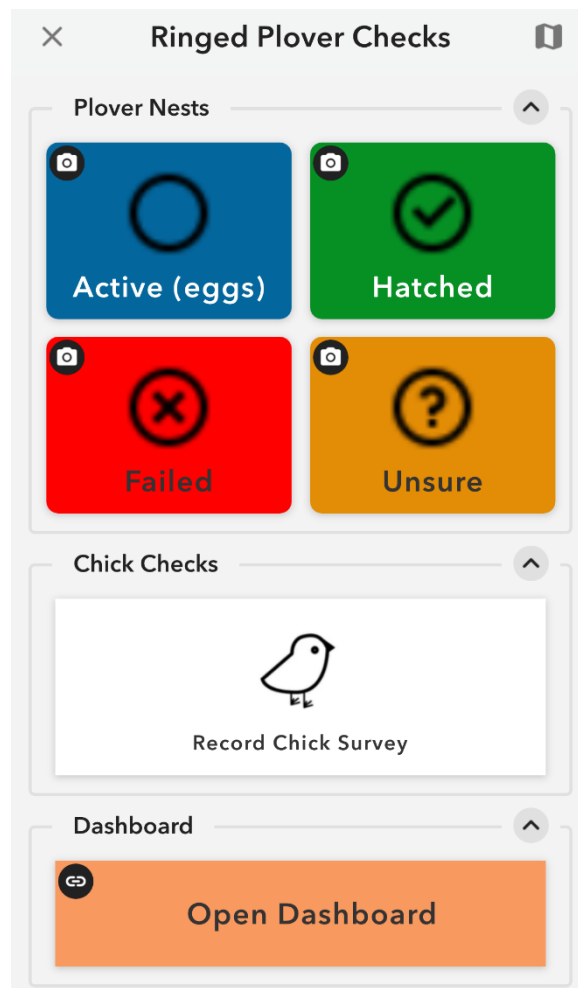 Ringed Plover Checks
Plover Nests
Active (eggs)
Hatched
Failed
Unsure
Chick Checks
Record Chick Survey
Dashboard
Open Dashboard